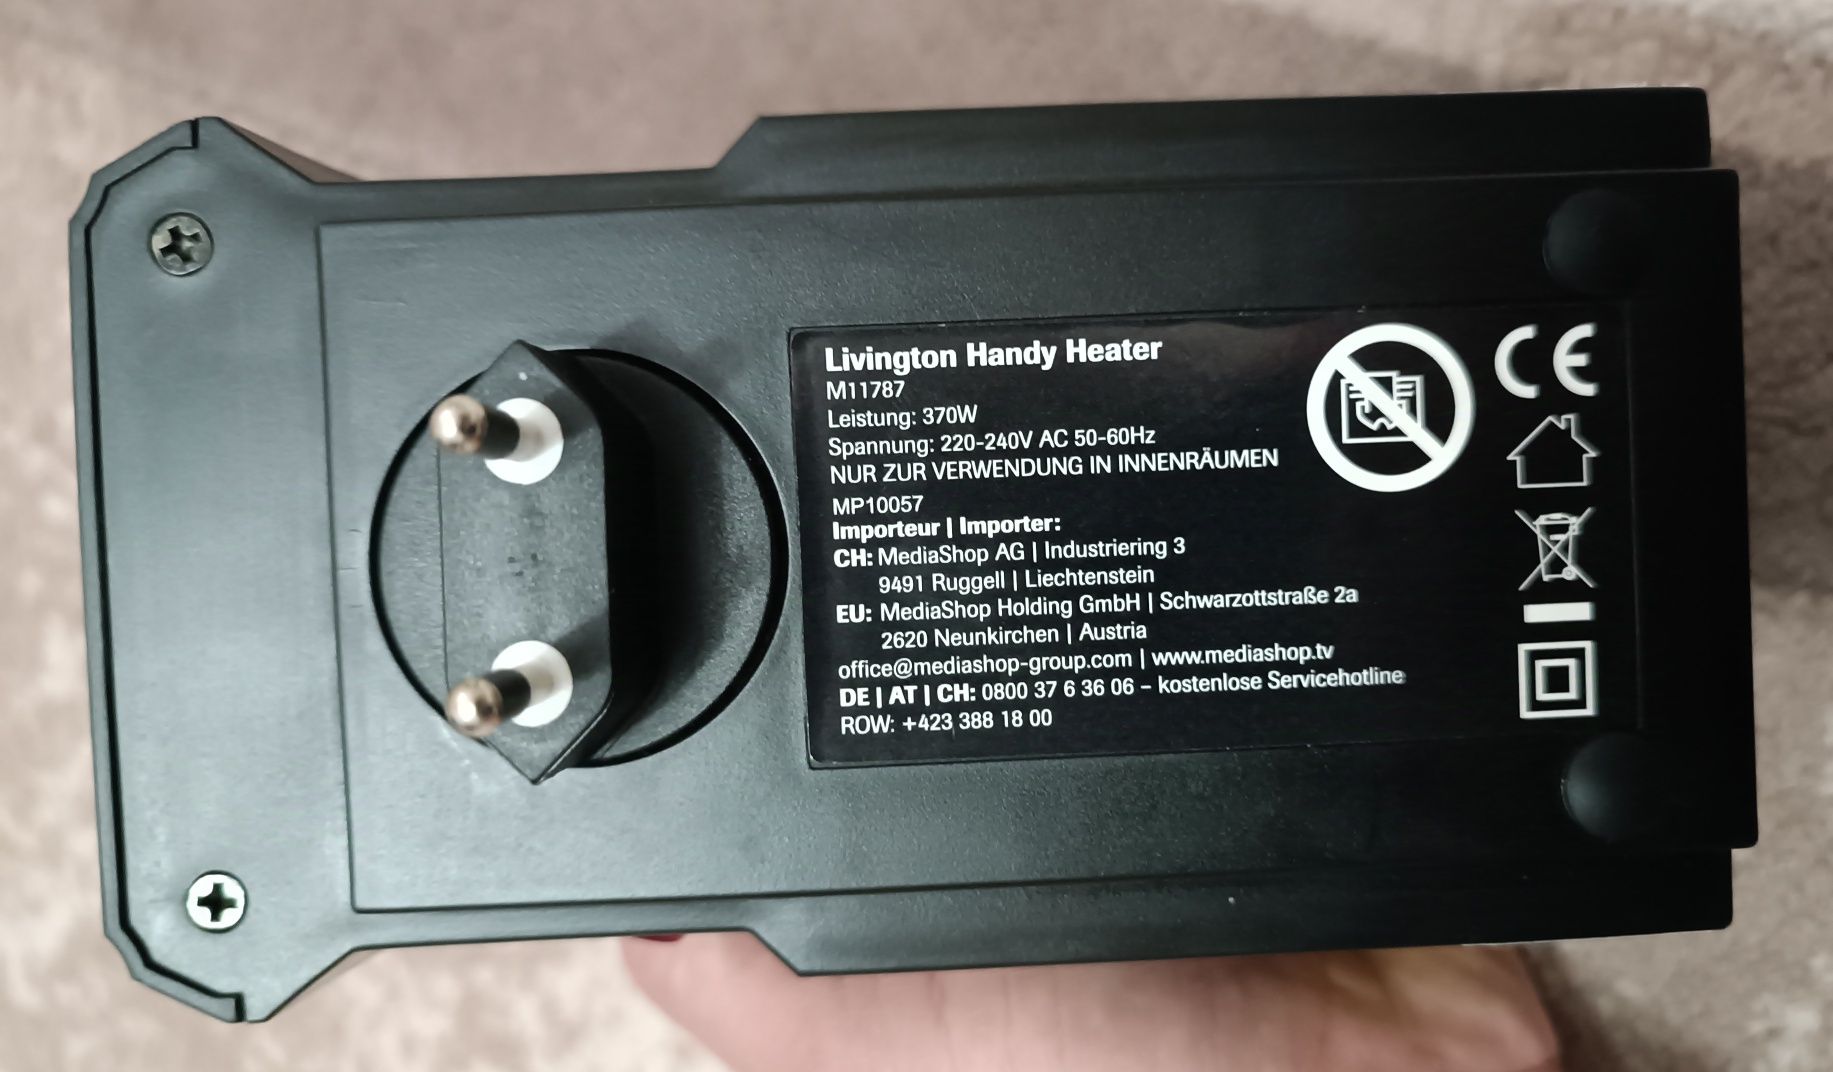 Livington Handy Heater
M11787
Leistung: 370W
Spannung: 220-240V AC 50-60Hz
NUR ZUR VERWENDUNG IN INNENRÄUMEN
MP10057
Importeur | Importer:
CH: MediaShop AG | Industriering 3
9491 Ruggell | Liechtenstein
EU: MediaShop Holding GmbH | Schwarzottstraße 2a
2620 Neunkirchen | Austria
office@mediashop-group.com | www.mediashop.tv
DE | AT | CH: 0800 37 6 36 06 – kostenlose Servicehotline
ROW: +423 388 18 00
CE